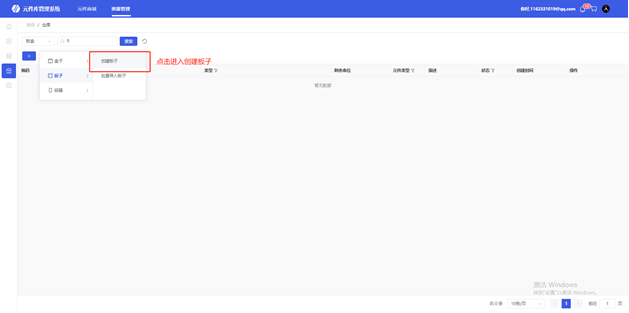 元件库管理系统 元件商城 资源管理 你好,1162331019@qq.com
/ 仓库
搜索
盒子
创建板子 点击进入创建板子
编码 类型 剩余库位 元件类型 描述 状态 创建时间 操作
板子 批量导入板子
暂无数据
容器
激活 Windows
转到"设置"以激活 Windows。
共 0 条 10条/页 1 前往 1 页